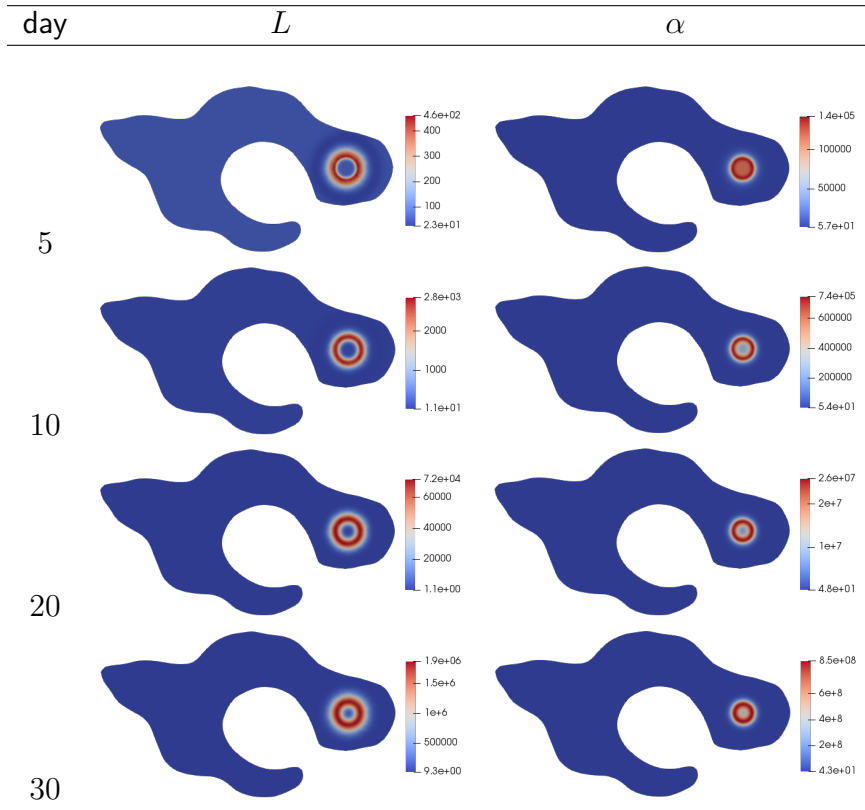 day L α
4.6e+02 1.4e+05
400 100000
300
200 50000
100
2.3e+01 5.7e+01
5
2.8e+03 7.4e+05
2000 600000
400000
1000 200000
1.1e+01 5.4e+01
10
7.2e+04 2.6e+07
60000 2e+7
40000
20000 1e+7
1.1e+00 4.8e+01
20
1.9e+06 8.5e+08
1.5e+6 6e+8
1e+6 4e+8
500000 2e+8
9.3e+00 4.3e+01
30